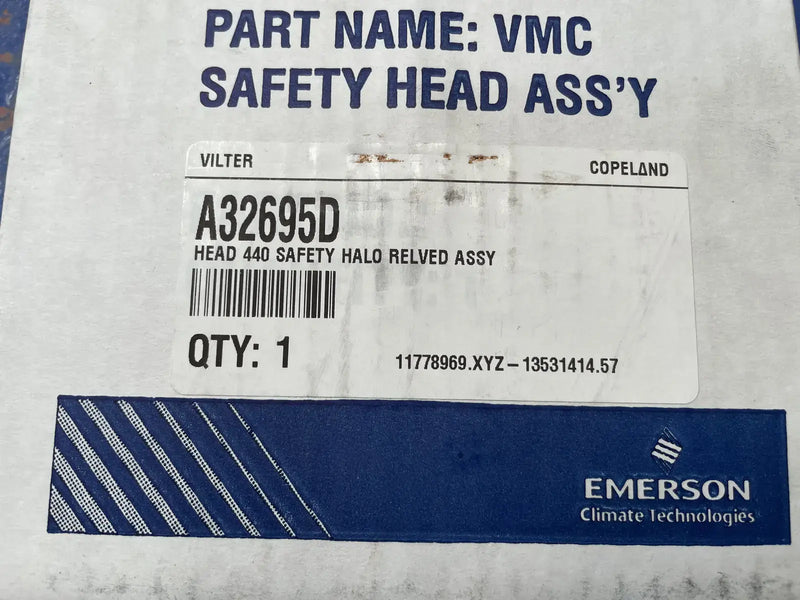 PART NAME: VMC
SAFETY HEAD ASS'Y
VILTER COPELAND
A32695D
HEAD 440 SAFETY HALO RELVED ASSY
QTY: 1 11778969.XYZ-13531414.57
EMERSON
Climate Technologies